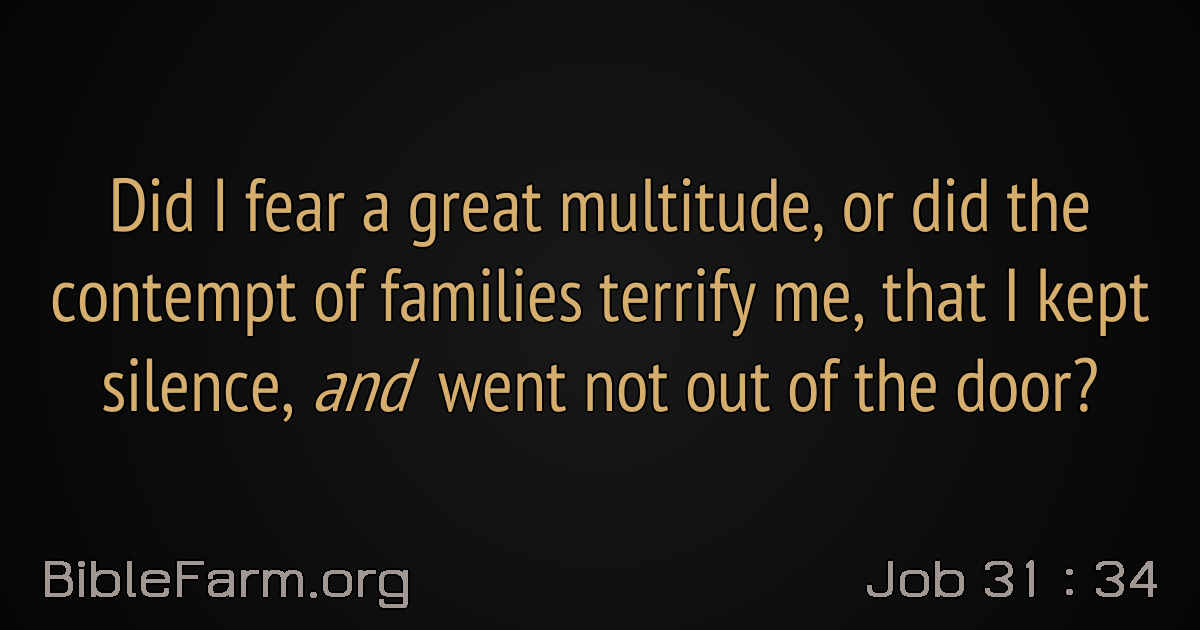 Did I fear a great multitude, or did the
contempt of families terrify me, that I kept
silence, and went not out of the door?
BibleFarm.org
Job 31 : 34